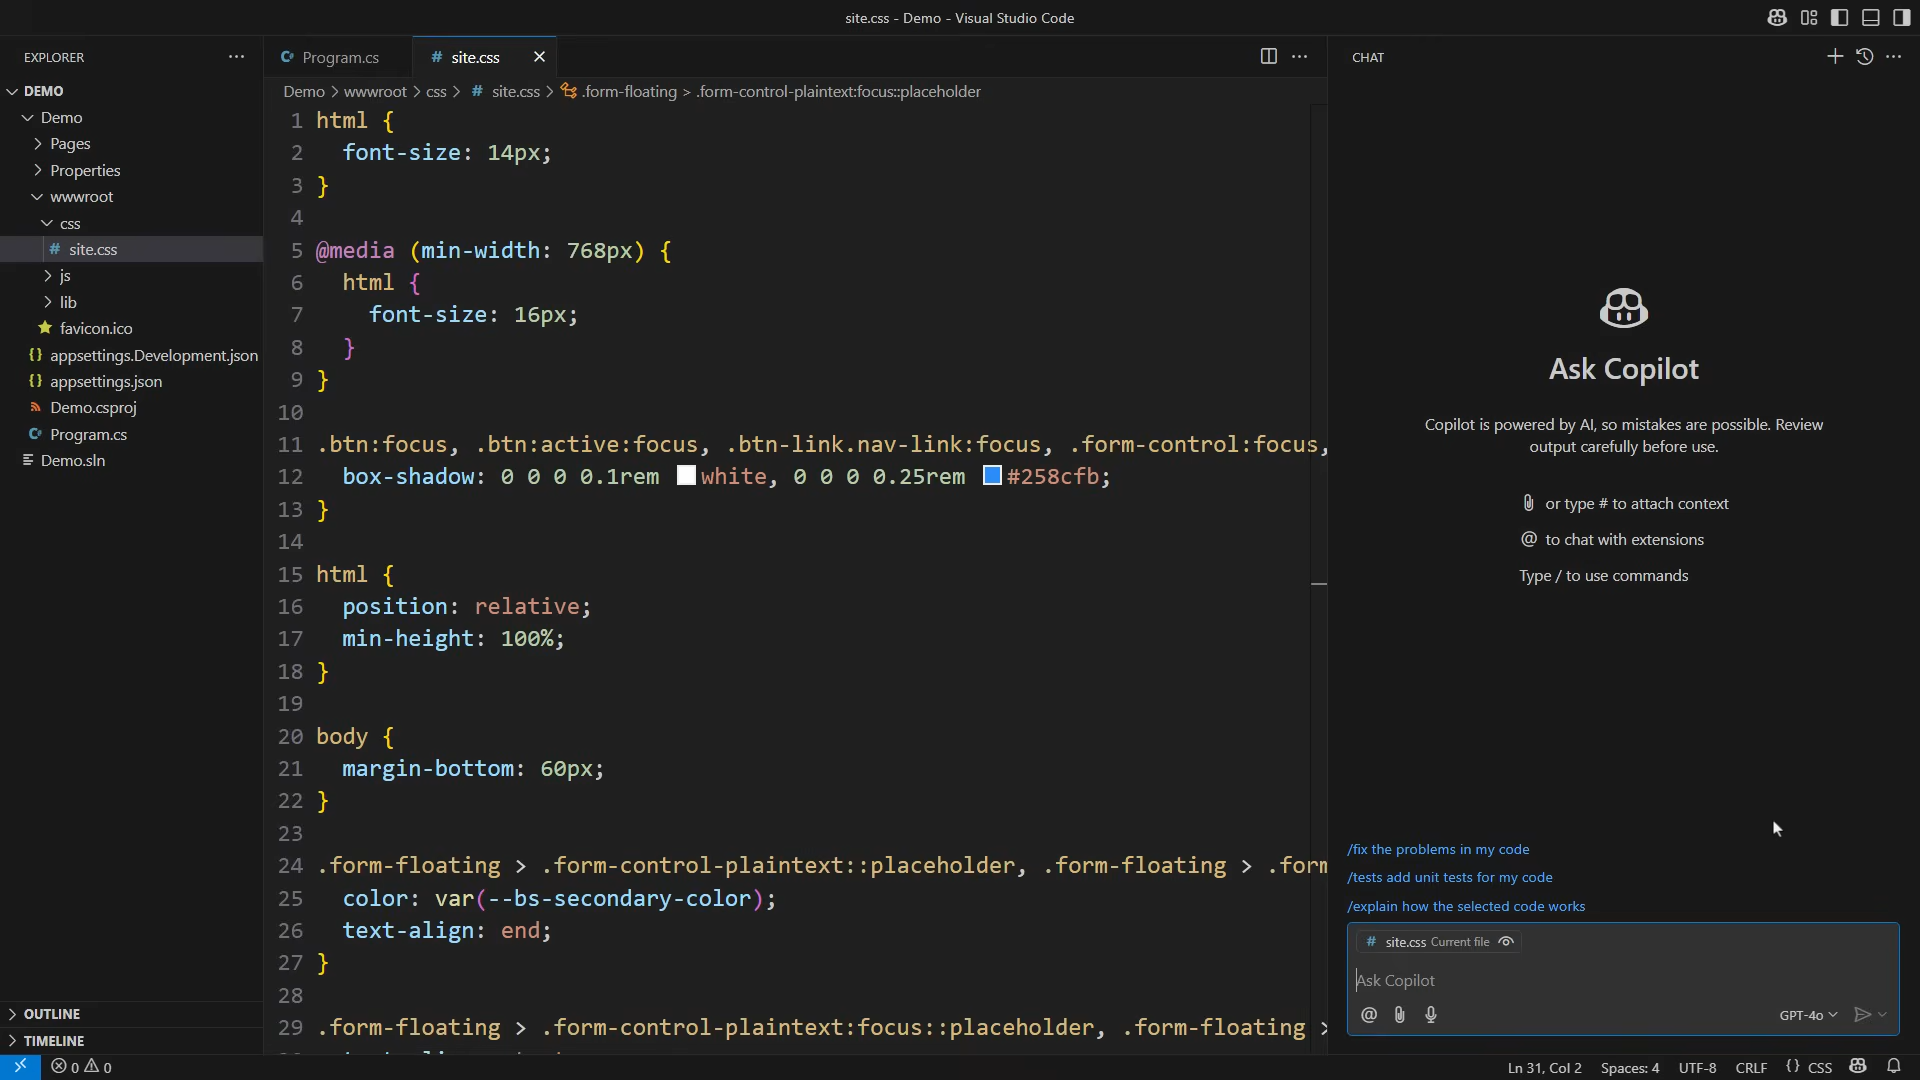 site.css - Demo - Visual Studio Code
EXPLORER
DEMO
Demo
Pages
Properties
wwwroot
css
# site.css
js
lib
favicon.ico
{} appsettings.Development.json
{} appsettings.json
Demo.csproj
C# Program.cs
Demo.sln
OUTLINE
TIMELINE
C# Program.cs
# site.css
Demo > wwwroot > css > # site.css > .form-floating > .form-control-plaintext:focus::placeholder
1 html {
2 font-size: 14px;
3 }
4
5 @media (min-width: 768px) {
6 html {
7 font-size: 16px;
8 }
9 }
10
11 .btn:focus, .btn:active:focus, .btn-link.nav-link:focus, .form-control:focus,
12 box-shadow: 0 0 0 0.1rem white, 0 0 0 0.25rem #258cfb;
13 }
14
15 html {
16 position: relative;
17 min-height: 100%;
18 }
19
20 body {
21 margin-bottom: 60px;
22 }
23
24 .form-floating > .form-control-plaintext::placeholder, .form-floating > .form
25 color: var(--bs-secondary-color);
26 text-align: end;
27 }
28
29 .form-floating > .form-control-plaintext:focus::placeholder, .form-floating >
CHAT
Ask Copilot
Copilot is powered by AI, so mistakes are possible. Review
output carefully before use.
or type # to attach context
@ to chat with extensions
Type / to use commands
/fix the problems in my code
/tests add unit tests for my code
/explain how the selected code works
# site.css Current file
Ask Copilot
@
GPT-4o
0 0
Ln 31, Col 2 Spaces: 4 UTF-8 CRLF {} CSS